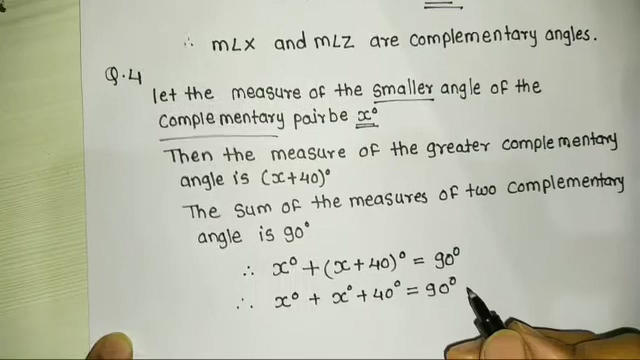 ∴ m∠X and m∠Z are complementary angles.
Q.4
let the measure of the smaller angle of the
complementary pair be x°
Then the measure of the greater complementary
angle is (x+40)°
The sum of the measures of two complementary
angle is 90°
∴ x° + (x+40)° = 90°
∴ x° + x° + 40° = 90°